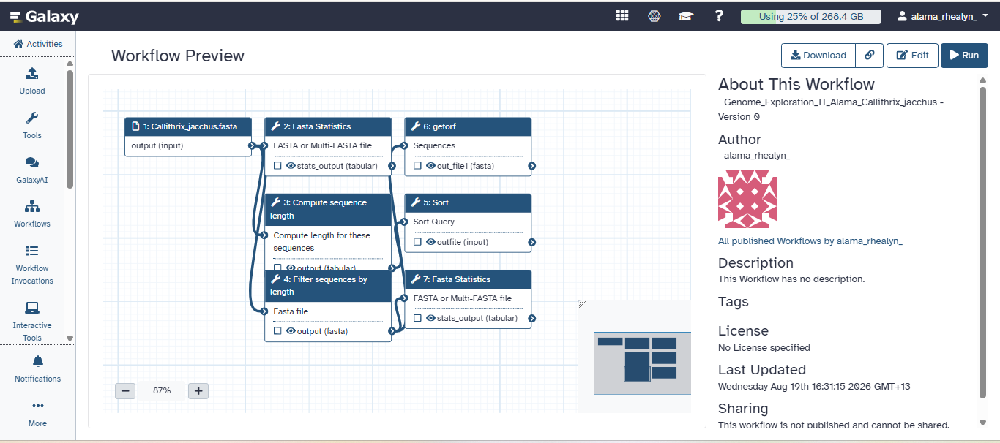 Galaxy
Using 25% of 268.4 GB
alama_rhealyn_
Activities
Upload
Tools
GalaxyAI
Workflows
Workflow
Invocations
Interactive
Tools
Notifications
More
Workflow Preview
Download
Edit
Run
1: Callithrix_jacchus.fasta
output (input)
2: Fasta Statistics
FASTA or Multi-FASTA file
stats_output (tabular)
6: getorf
Sequences
out_file1 (fasta)
3: Compute sequence
length
Compute length for these
sequences
output (tabular)
5: Sort
Sort Query
outfile (input)
4: Filter sequences by
length
Fasta file
output (fasta)
7: Fasta Statistics
FASTA or Multi-FASTA file
stats_output (tabular)
87%
About This Workflow
Genome_Exploration_II_Alama_Callithrix_jacchus -
Version 0
Author
alama_rhealyn_
All published Workflows by alama_rhealyn_
Description
This Workflow has no description.
Tags
License
No License specified
Last Updated
Wednesday Aug 19th 16:31:15 2026 GMT+13
Sharing
This workflow is not published and cannot be shared.